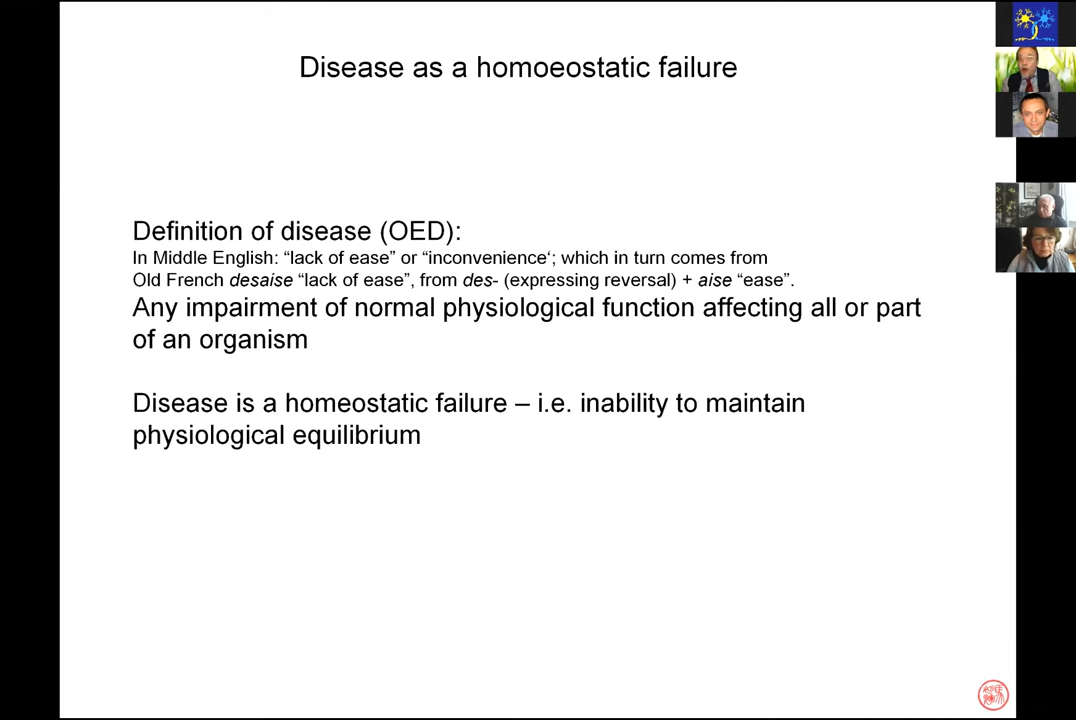 Disease as a homoeostatic failure
Definition of disease (OED):
In Middle English: “lack of ease” or “inconvenience‘; which in turn comes from
Old French desaise “lack of ease”, from des- (expressing reversal) + aise “ease”.
Any impairment of normal physiological function affecting all or part
of an organism
Disease is a homeostatic failure – i.e. inability to maintain
physiological equilibrium